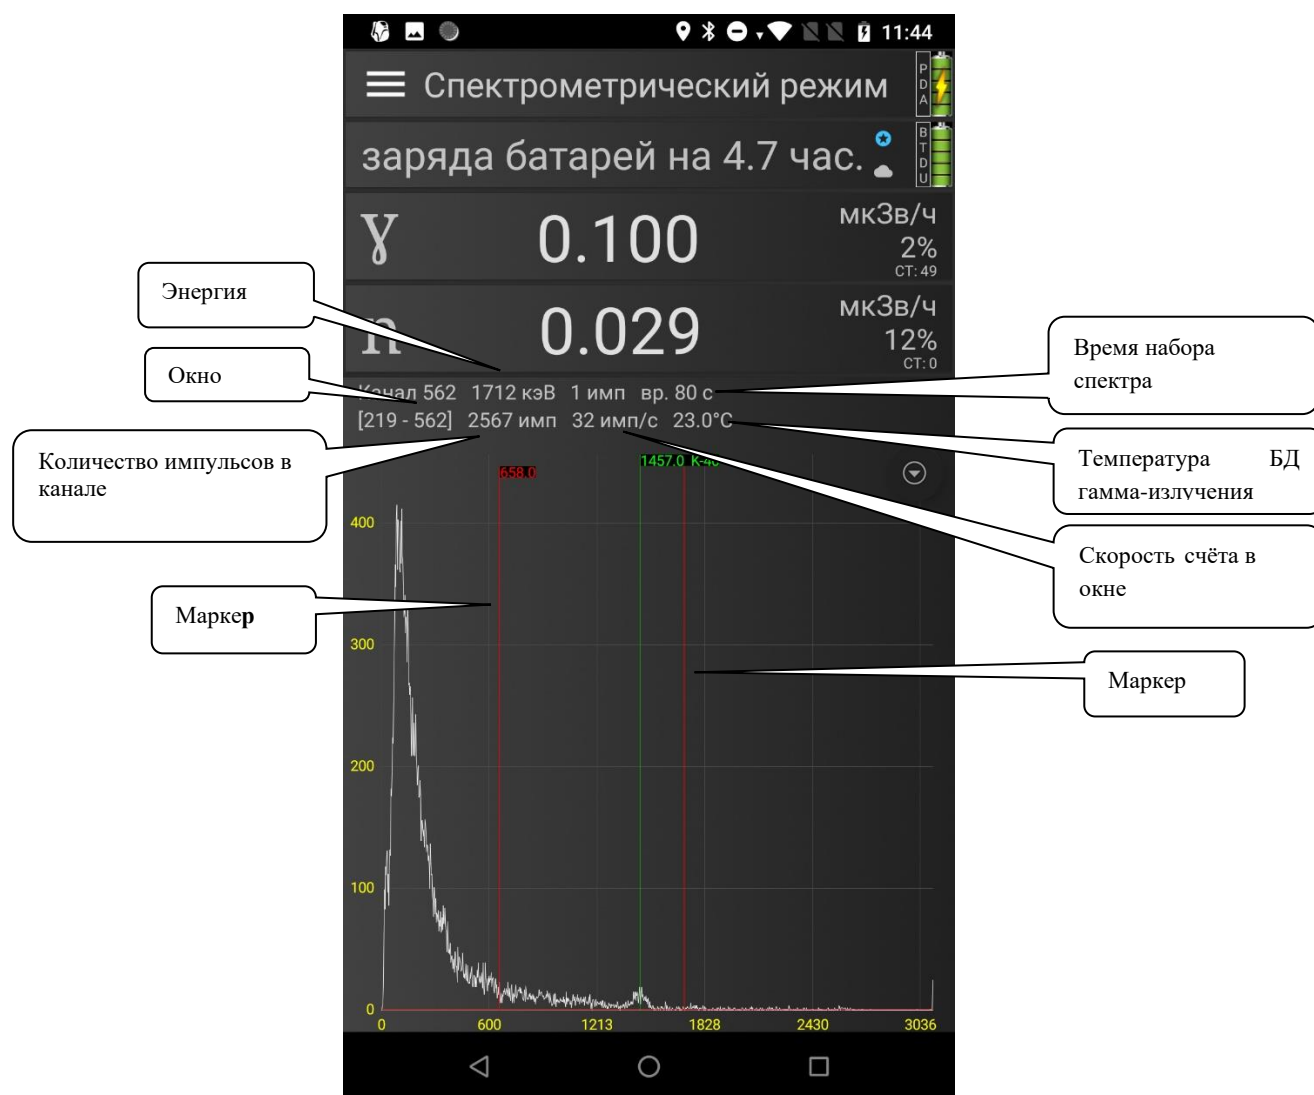 11:44
Спектрометрический режим
PDA
заряда батарей на 4.7 час.
BTDU
γ 0.100 мкЗв/ч
2%
СТ: 49
n 0.029 мкЗв/ч
12%
СТ: 0
Энергия
Окно
Количество импульсов в
канале
Маркер
Время набора
спектра
Температура БД
гамма-излучения
Скорость счёта в
окне
Маркер
Канал 562 1712 кэВ 1 имп вр. 80 с
[219 - 562] 2567 имп 32 имп/с 23.0°C
658.0
1457.0 K-40
400
300
200
100
0
0 600 1213 1828 2430 3036